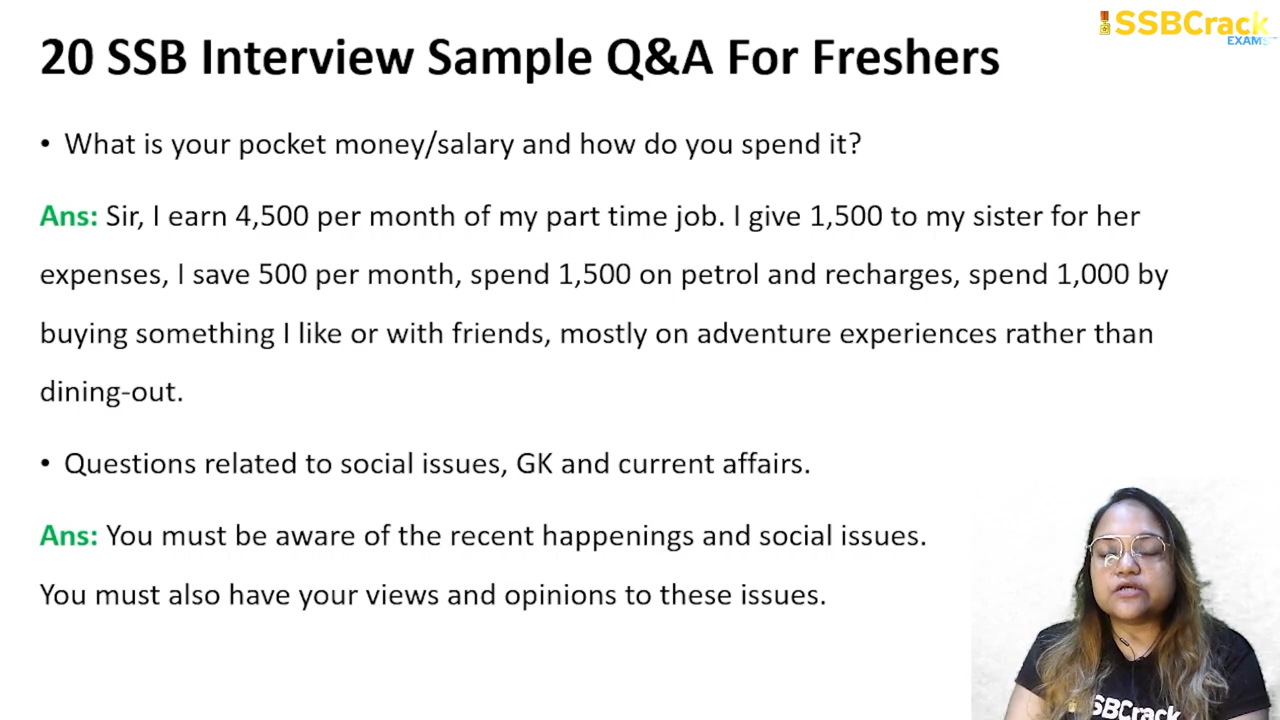 SSBCrack
EXAMS
20 SSB Interview Sample Q&A For Freshers
• What is your pocket money/salary and how do you spend it?
Ans: Sir, I earn 4,500 per month of my part time job. I give 1,500 to my sister for her
expenses, I save 500 per month, spend 1,500 on petrol and recharges, spend 1,000 by
buying something I like or with friends, mostly on adventure experiences rather than
dining-out.
• Questions related to social issues, GK and current affairs.
Ans: You must be aware of the recent happenings and social issues.
You must also have your views and opinions to these issues.
SSBCrack